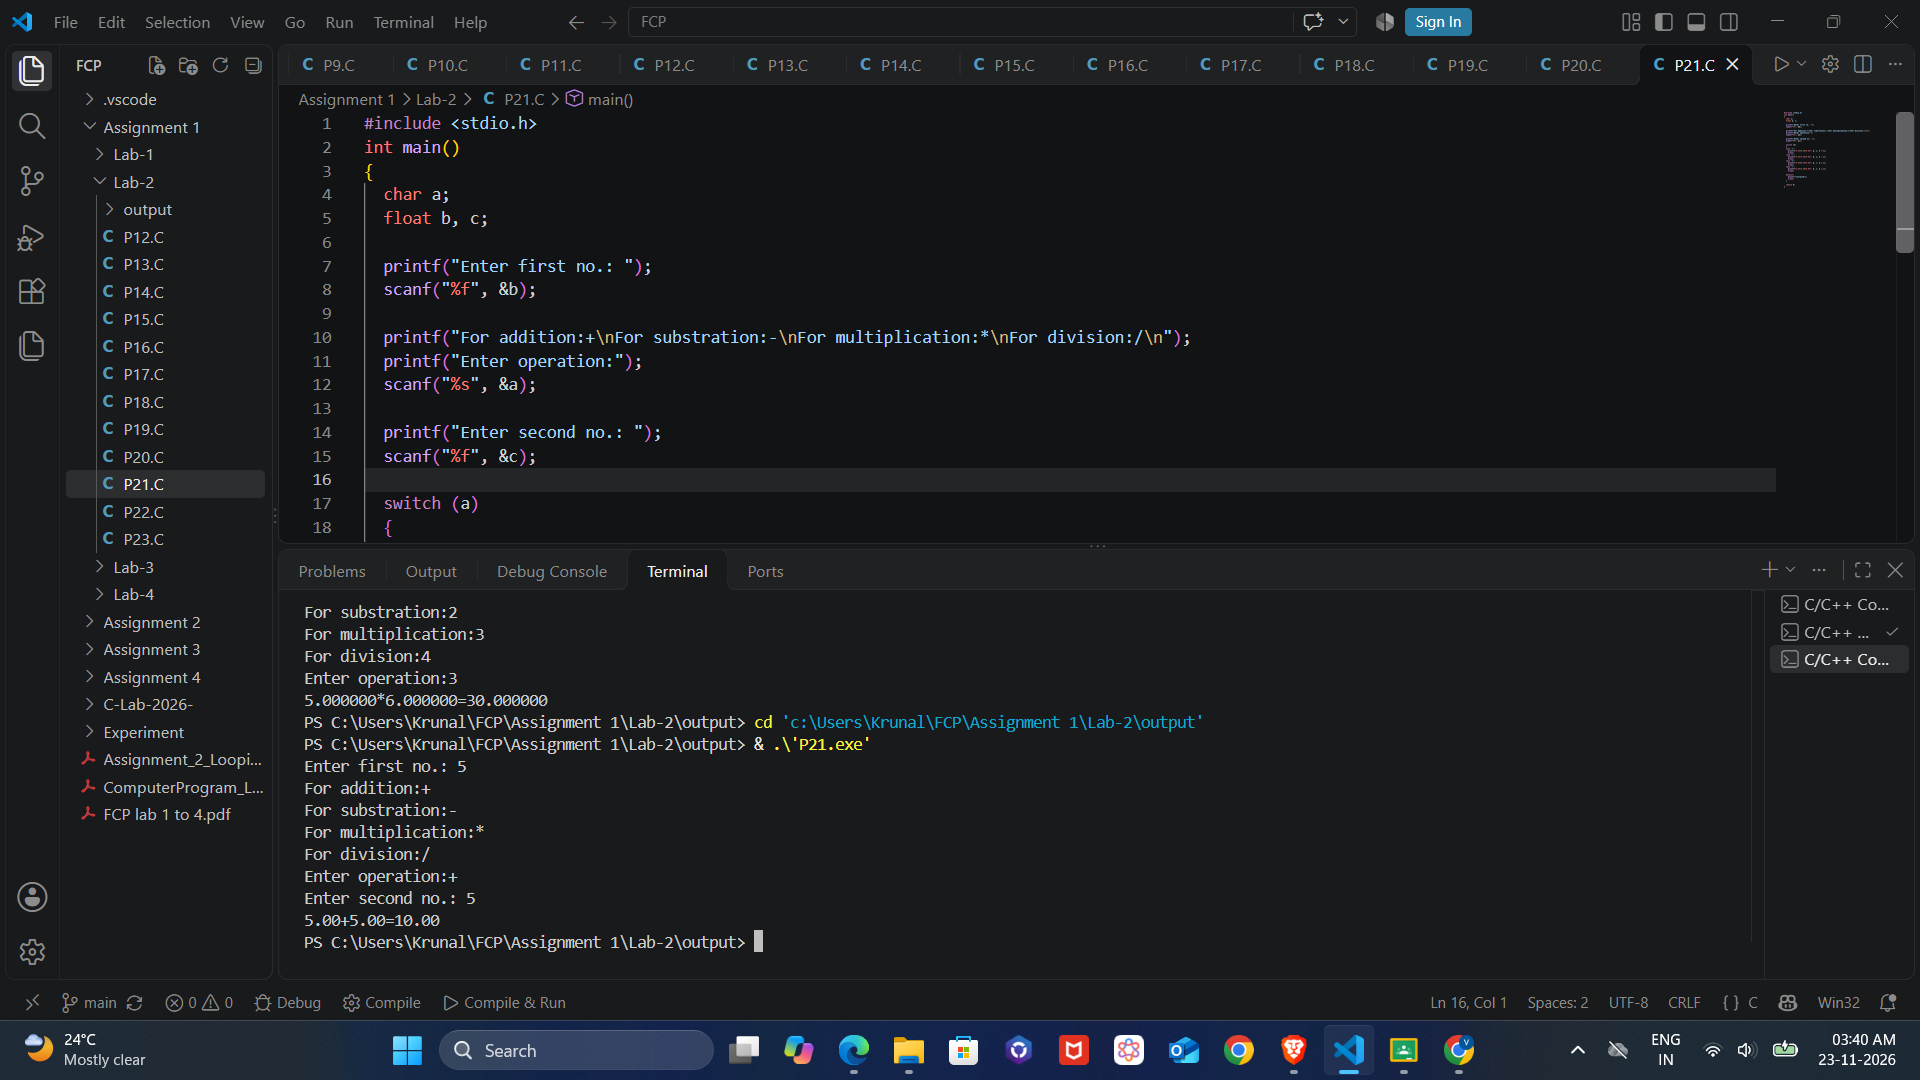 File Edit Selection View Go Run Terminal Help
FCP
Sign In
FCP
P9.C P10.C P11.C P12.C P13.C P14.C P15.C P16.C P17.C P18.C P19.C P20.C P21.C
Assignment 1 > Lab-2 > C P21.C > main()
.vscode
Assignment 1
Lab-1
Lab-2
output
P12.C
P13.C
P14.C
P15.C
P16.C
P17.C
P18.C
P19.C
P20.C
P21.C
P22.C
P23.C
Lab-3
Lab-4
Assignment 2
Assignment 3
Assignment 4
C-Lab-2026-
Experiment
Assignment_2_Loopi...
ComputerProgram_L...
FCP lab 1 to 4.pdf
1 #include <stdio.h>
2 int main()
3 {
4 char a;
5 float b, c;
6
7 printf("Enter first no.: ");
8 scanf("%f", &b);
9
10 printf("For addition:+\nFor substration:-\nFor multiplication:*\nFor division:/\n");
11 printf("Enter operation:");
12 scanf("%s", &a);
13
14 printf("Enter second no.: ");
15 scanf("%f", &c);
16
17 switch (a)
18 {
Problems Output Debug Console Terminal Ports
For substration:2
For multiplication:3
For division:4
Enter operation:3
5.000000*6.000000=30.000000
PS C:\Users\Krunal\FCP\Assignment 1\Lab-2\output> cd 'c:\Users\Krunal\FCP\Assignment 1\Lab-2\output'
PS C:\Users\Krunal\FCP\Assignment 1\Lab-2\output> & .\'P21.exe'
Enter first no.: 5
For addition:+
For substration:-
For multiplication:*
For division:/
Enter operation:+
Enter second no.: 5
5.00+5.00=10.00
PS C:\Users\Krunal\FCP\Assignment 1\Lab-2\output>
C/C++ Co...
C/C++ ...
C/C++ Co...
main 0 0 Debug Compile Compile & Run
Ln 16, Col 1 Spaces: 2 UTF-8 CRLF {} C Win32
24°C
Mostly clear
Search
ENG
IN
03:40 AM
23-11-2026